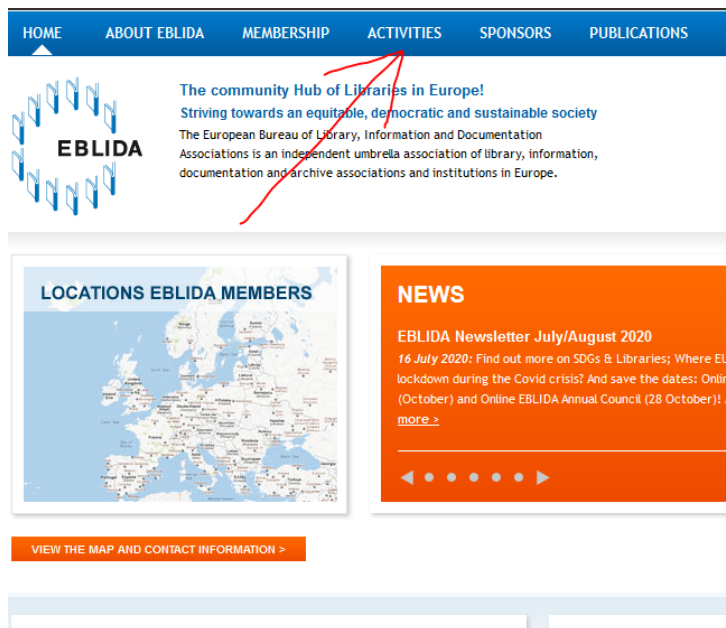 HOME ABOUT EBLIDA MEMBERSHIP ACTIVITIES SPONSORS PUBLICATIONS
EBLIDA
The community Hub of Libraries in Europe!
Striving towards an equitable, democratic and sustainable society
The European Bureau of Library, Information and Documentation
Associations is an independent umbrella association of library, information,
documentation and archive associations and institutions in Europe.
LOCATIONS EBLIDA MEMBERS
NEWS
EBLIDA Newsletter July/August 2020
16 July 2020: Find out more on SDGs & Libraries; Where EU
lockdown during the Covid crisis? And save the dates:
(October) and Online EBLIDA Annual Council (28 October)!
more >
VIEW THE MAP AND CONTACT INFORMATION >